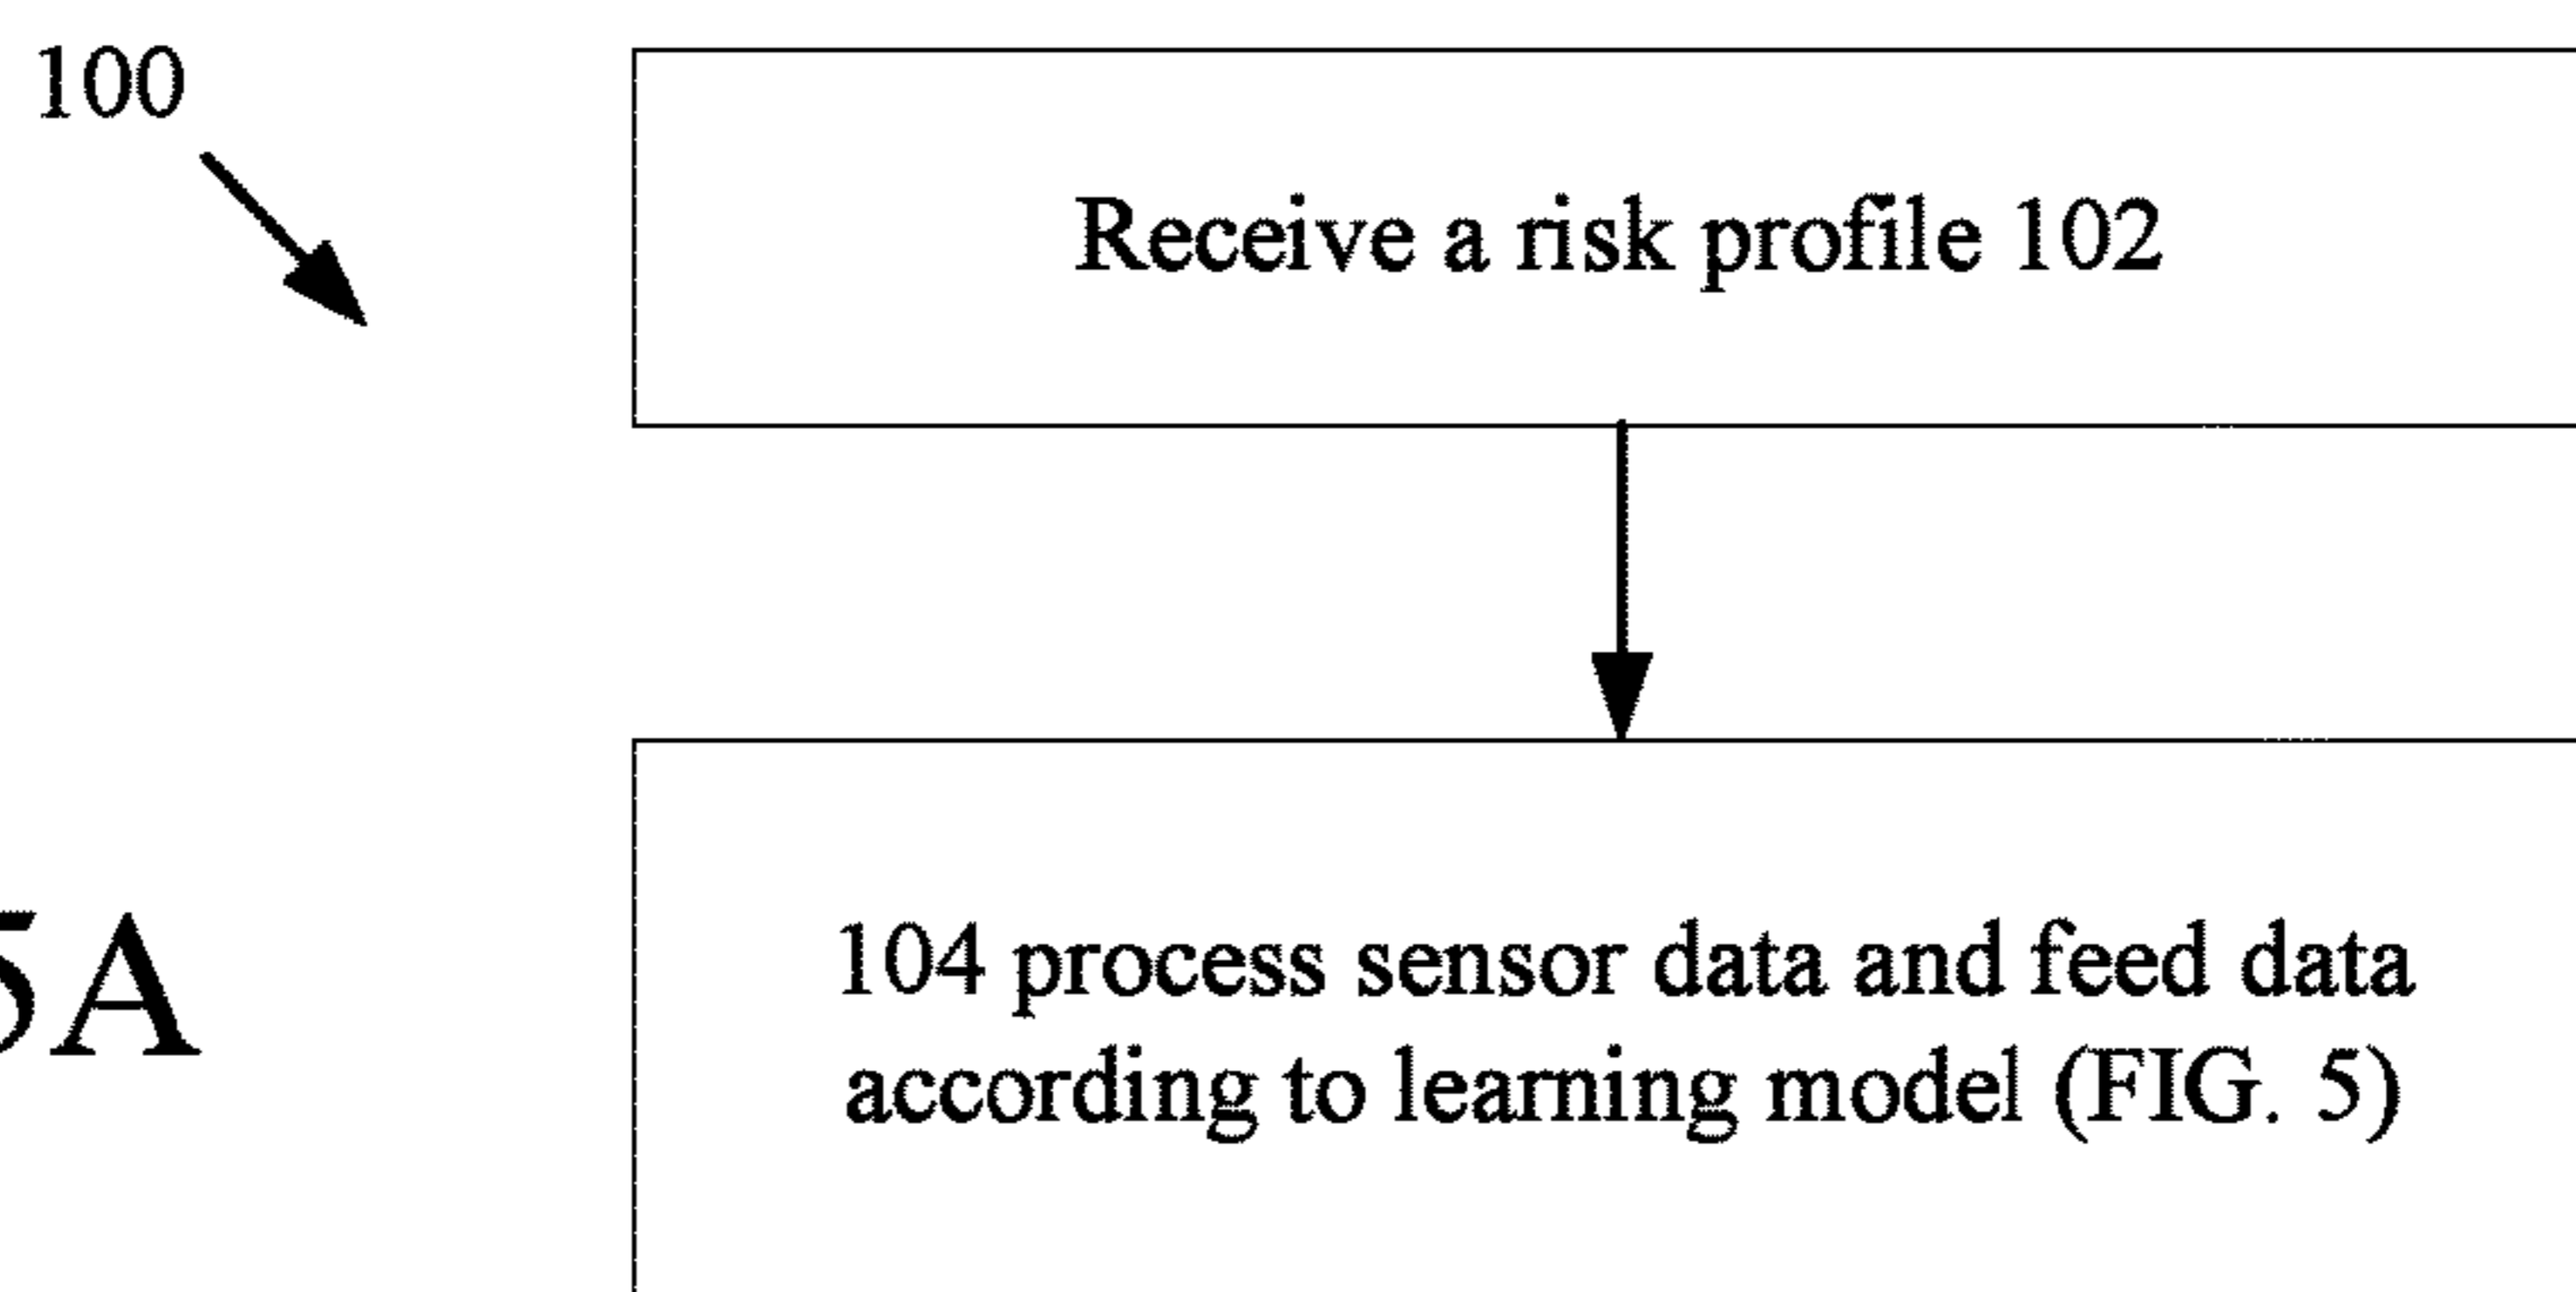 100
Receive a risk profile 102
5A
104 process sensor data and feed data
according to learning model (FIG. 5)